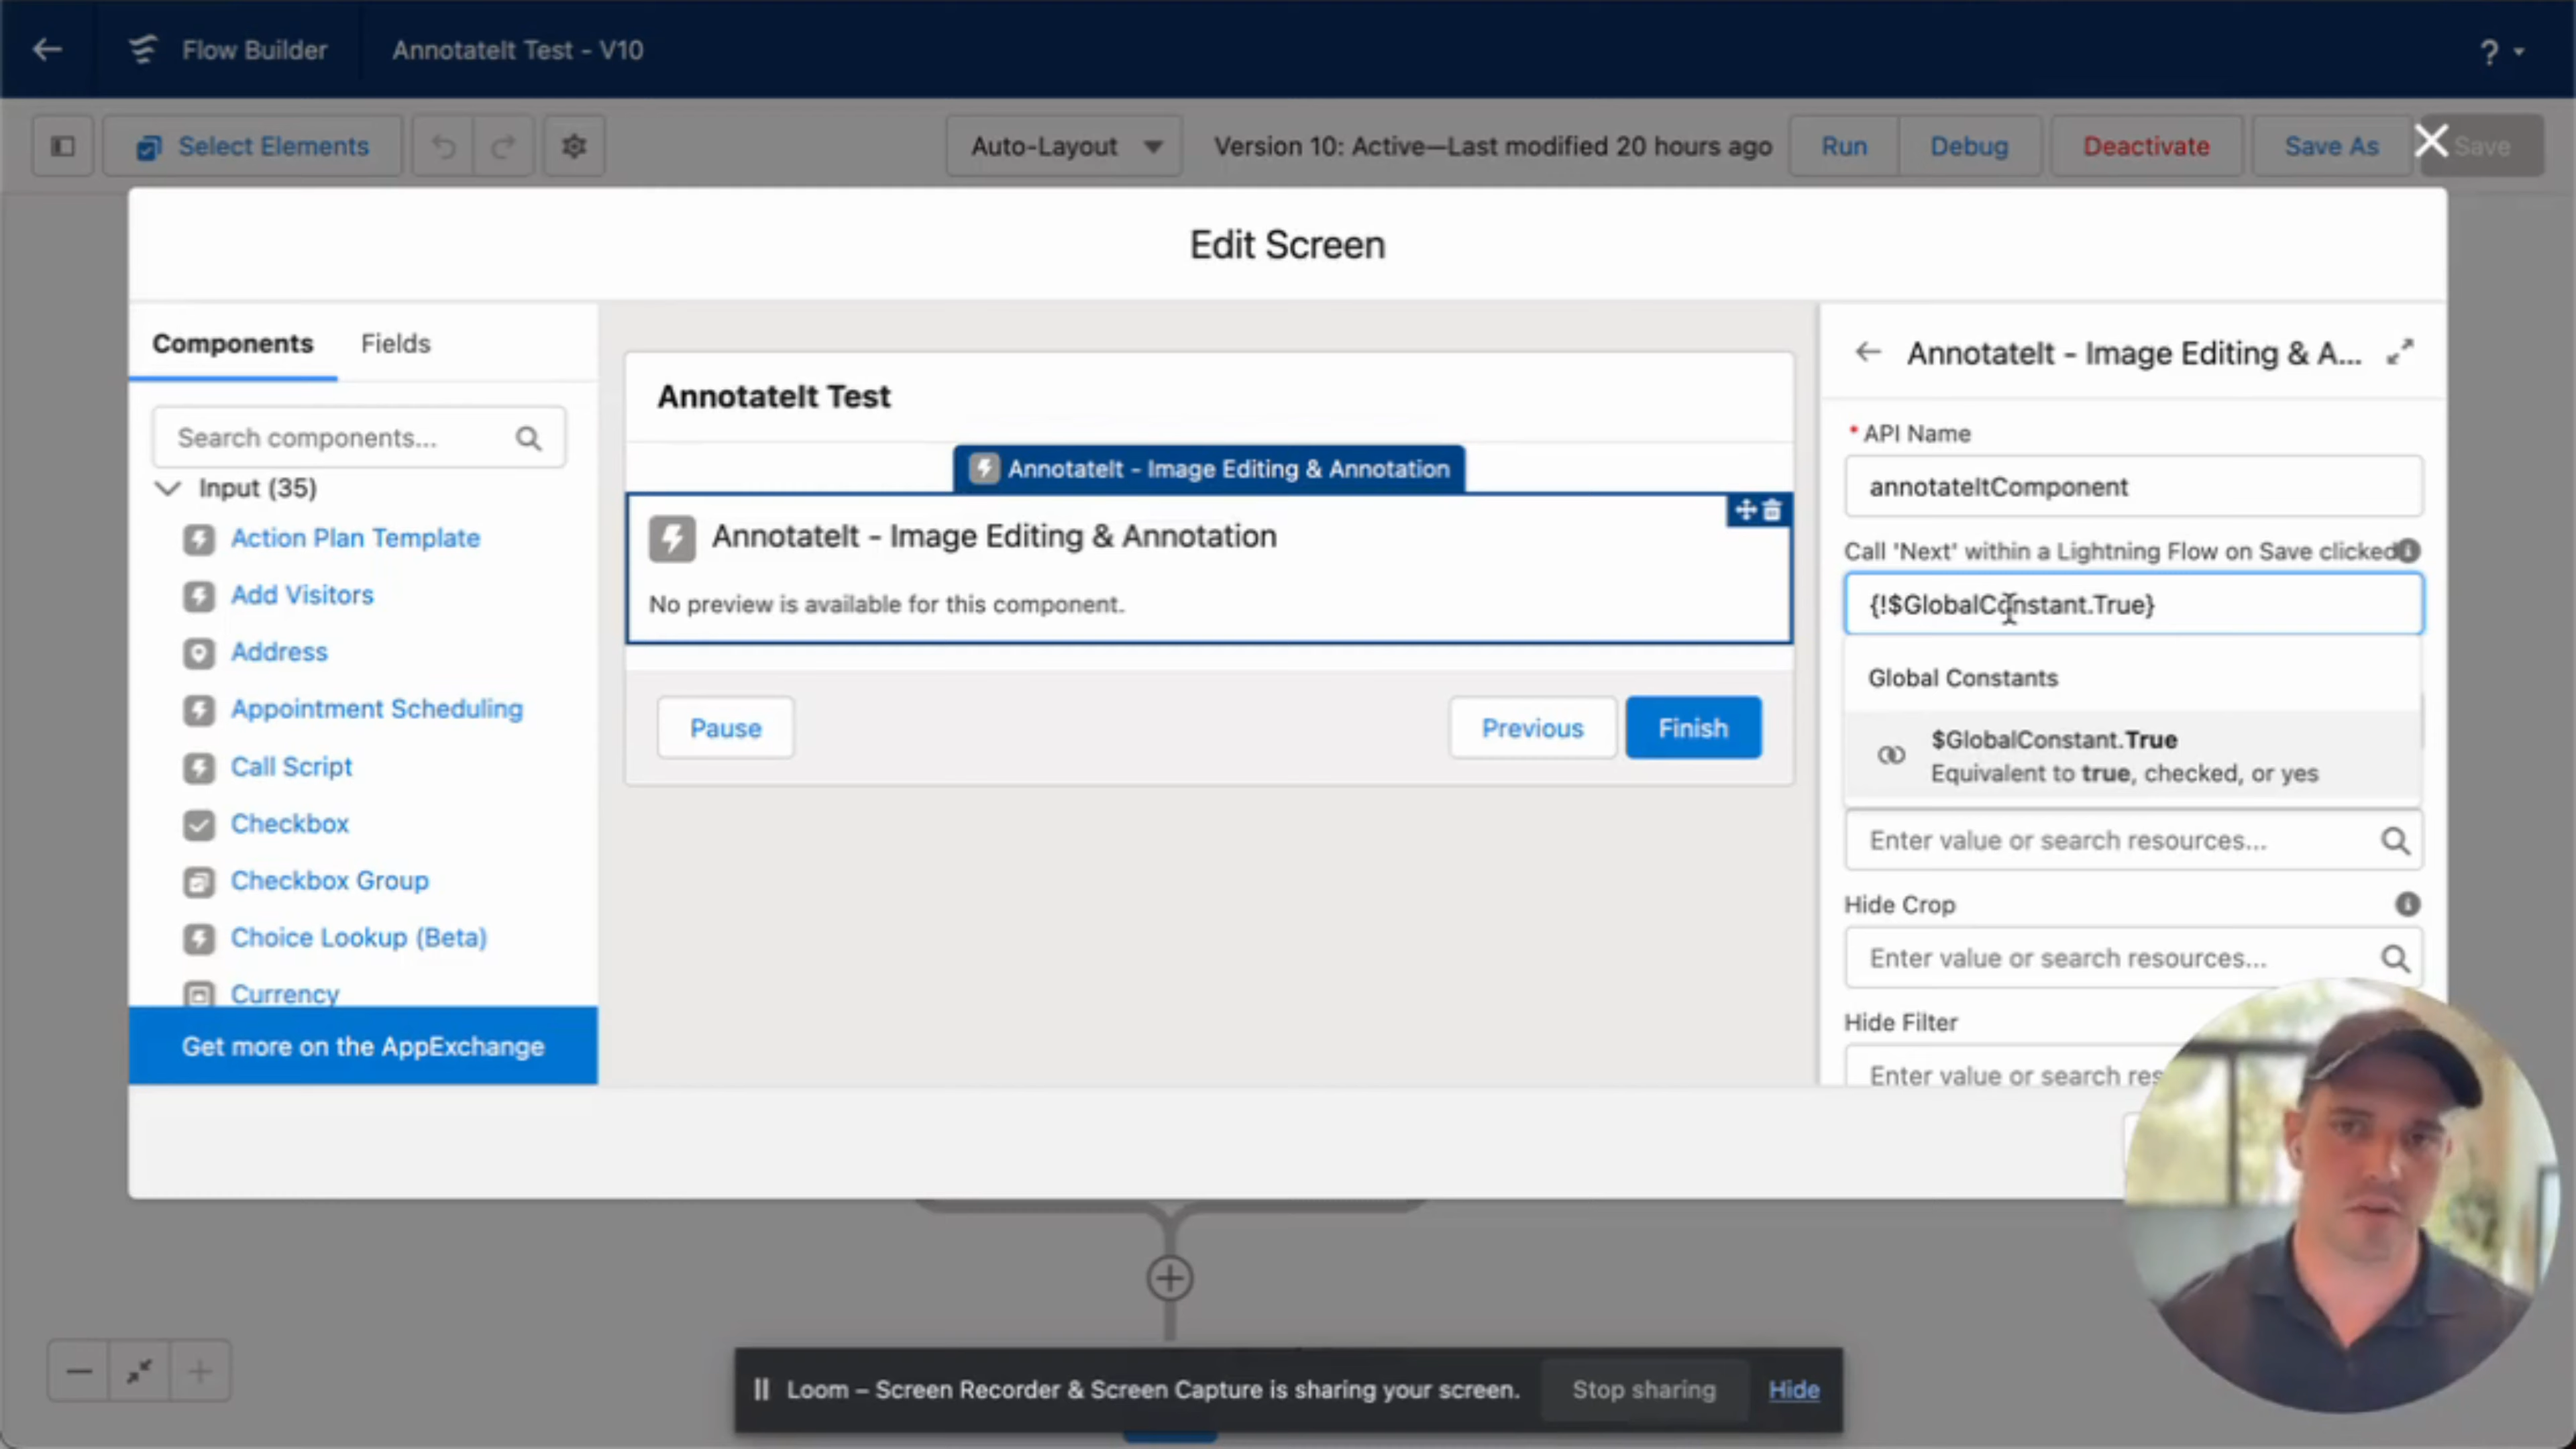 Flow Builder
AnnotateIt Test - V10
?
Select Elements
Auto-Layout
Version 10: Active—Last modified 20 hours ago
Run
Debug
Deactivate
Save As
Save
Edit Screen
Components
Fields
Search components...
Input (35)
Action Plan Template
Add Visitors
Address
Appointment Scheduling
Call Script
Checkbox
Checkbox Group
Choice Lookup (Beta)
Currency
Get more on the AppExchange
AnnotateIt Test
AnnotateIt - Image Editing & Annotation
AnnotateIt - Image Editing & Annotation
No preview is available for this component.
Pause
Previous
Finish
AnnotateIt - Image Editing & A...
* API Name
annotateItComponent
Call 'Next' within a Lightning Flow on Save clicked
{!$GlobalConstant.True}
Global Constants
$GlobalConstant.True
Equivalent to true, checked, or yes
Enter value or search resources...
Hide Crop
Enter value or search resources...
Hide Filter
Enter value or search res
Loom – Screen Recorder & Screen Capture is sharing your screen.
Stop sharing
Hide